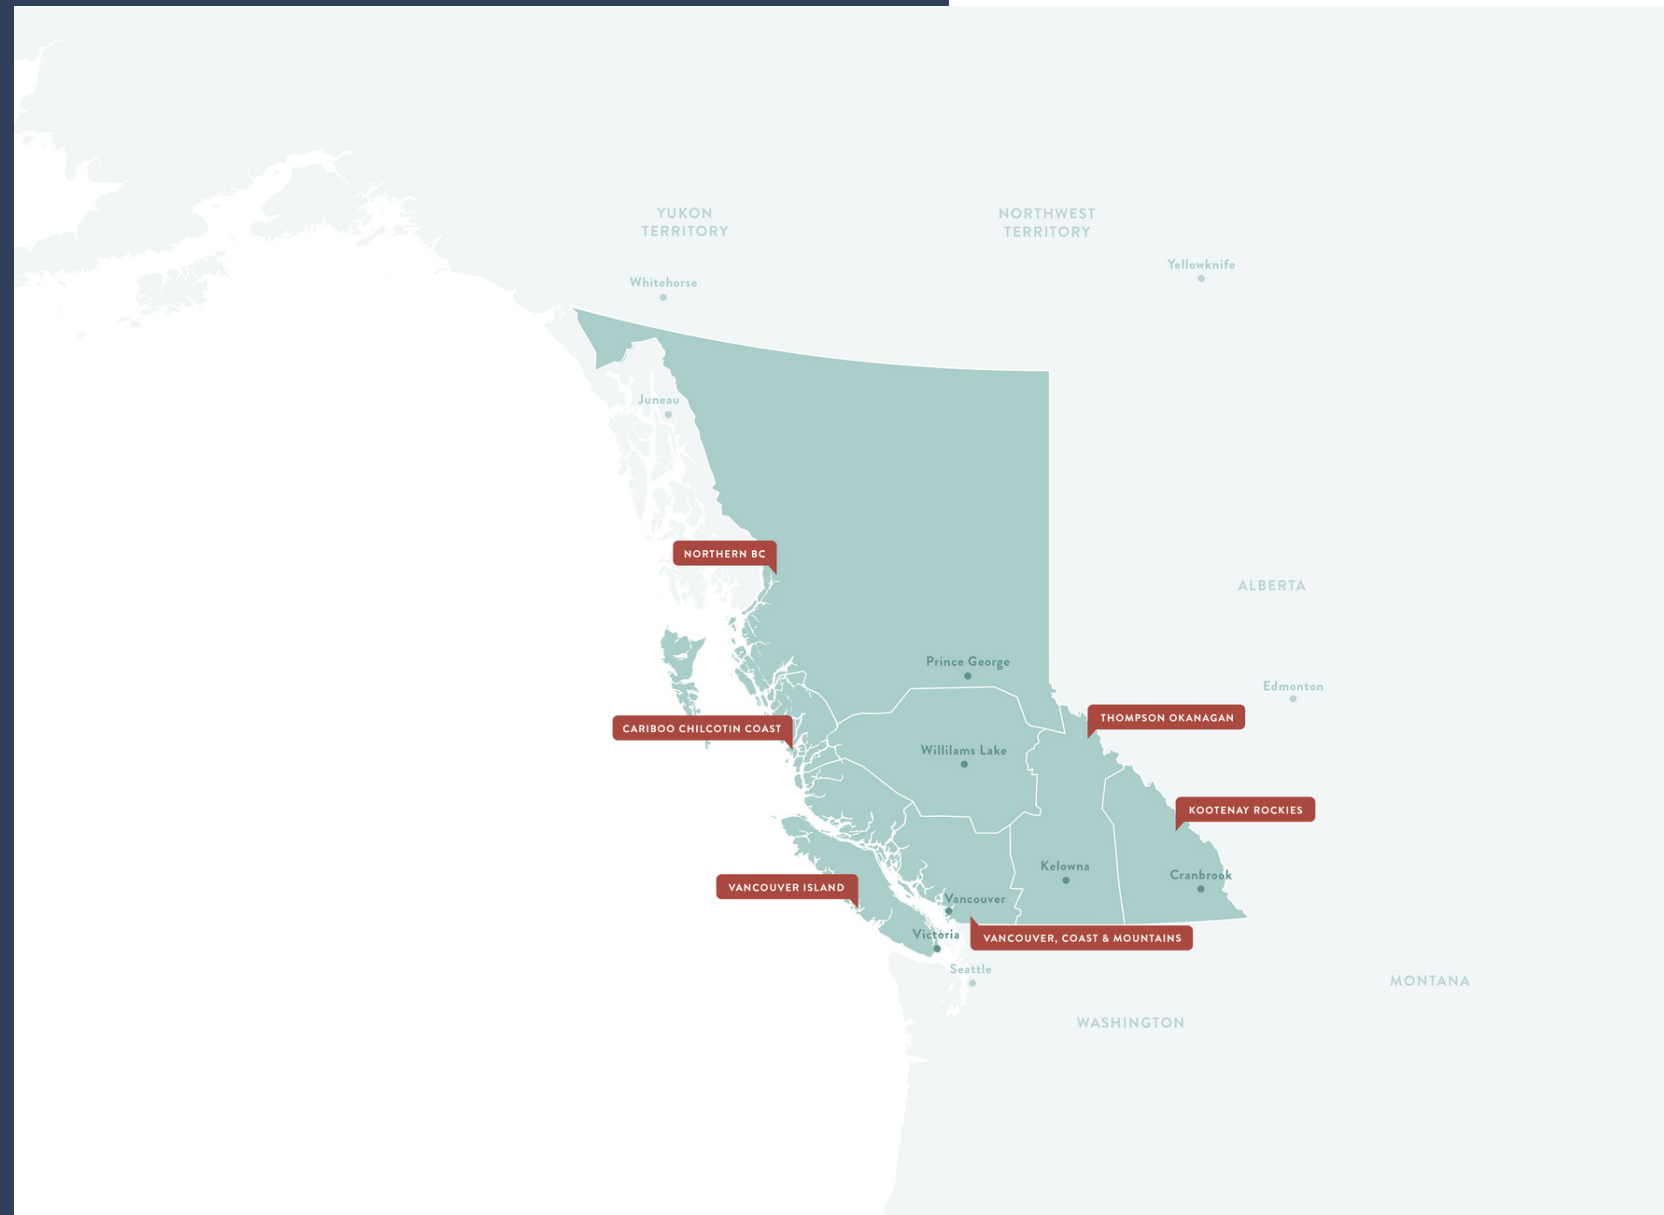 YUKON
TERRITORY
NORTHWEST
TERRITORY
Yellowknife
Whitehorse
Juneau
NORTHERN BC
ALBERTA
Prince George
Edmonton
THOMPSON OKANAGAN
CARIBOO CHILCOTIN COAST
Willilams Lake
KOOTENAY ROCKIES
Kelowna
Cranbrook
VANCOUVER ISLAND
Vancouver
Victoria
VANCOUVER, COAST & MOUNTAINS
Seattle
MONTANA
WASHINGTON